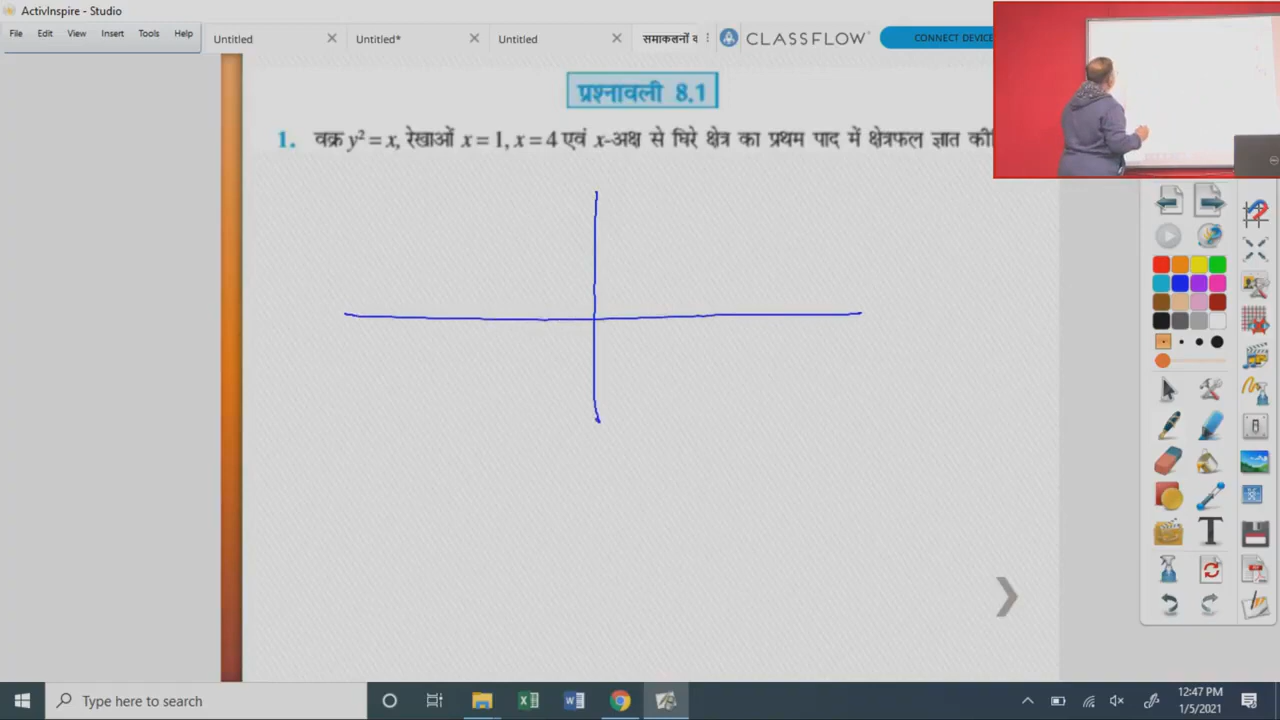 ActivInspire - Studio
File Edit View Insert Tools Help
Untitled
Untitled*
Untitled
समाकलनों व
CLASSFLOW
CONNECT DEVICE
प्रश्नावली 8.1
1. वक्र y² = x, रेखाओं x = 1, x = 4 एवं x-अक्ष से घिरे क्षेत्र का प्रथम पाद में क्षेत्रफल ज्ञात की
Type here to search
12:47 PM
1/5/2021